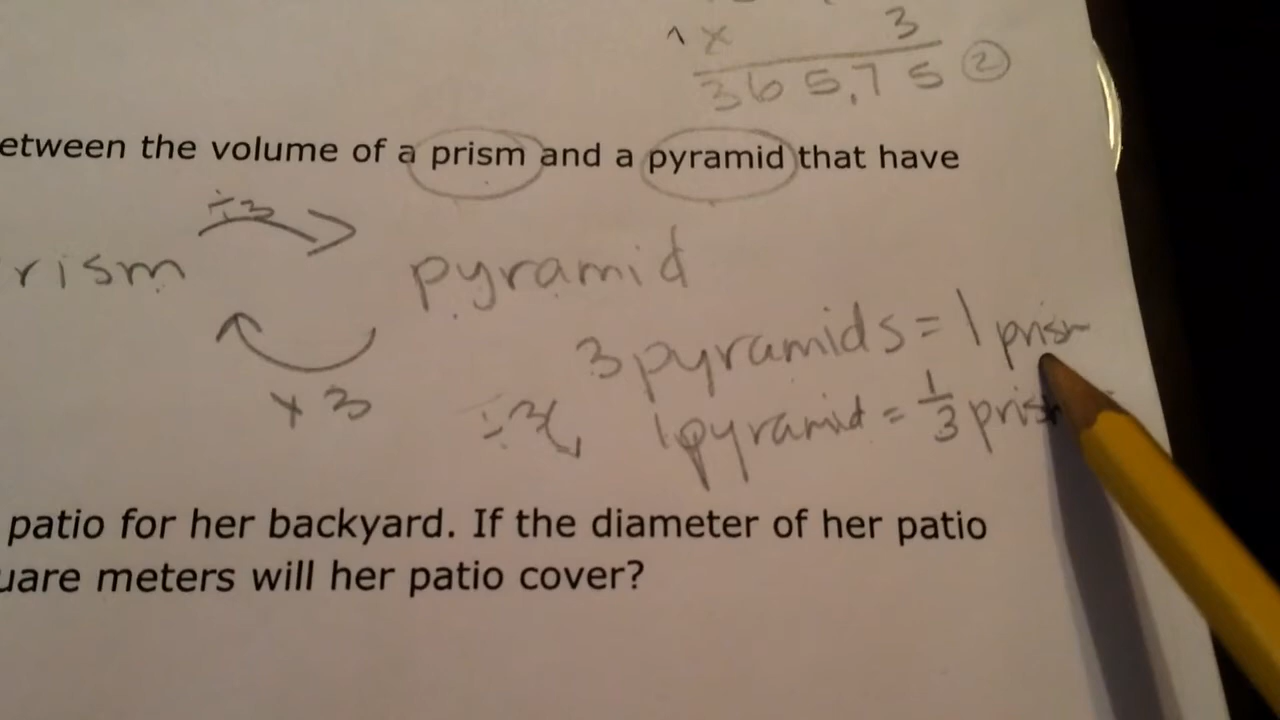 × 3
365,75 ②
etween the volume of a prism and a pyramid that have
÷3
rism pyramid
3 pyramids = 1 prism
×3
1 pyramid = 1/3 prism
patio for her backyard. If the diameter of her patio
uare meters will her patio cover?